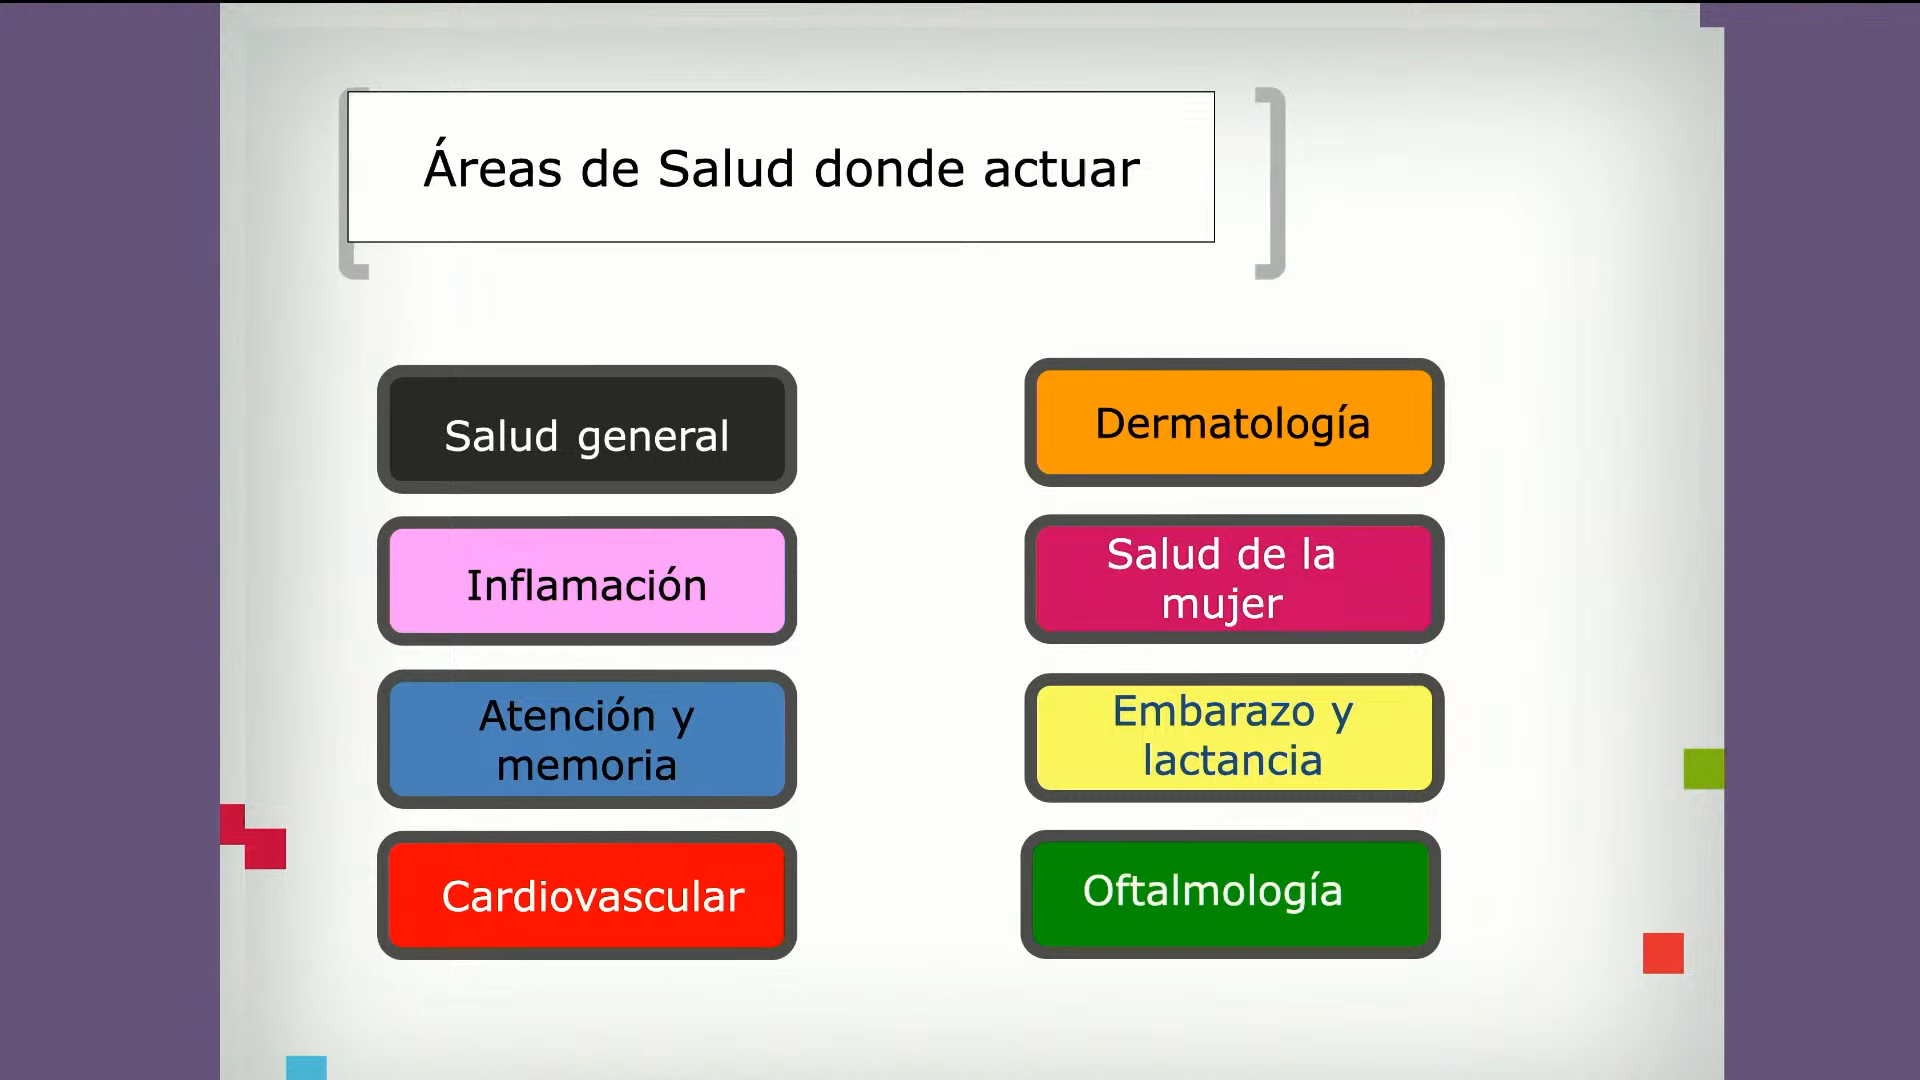 Áreas de Salud donde actuar
Salud general
Inflamación
Atención y
memoria
Cardiovascular
Dermatología
Salud de la
mujer
Embarazo y
lactancia
Oftalmología